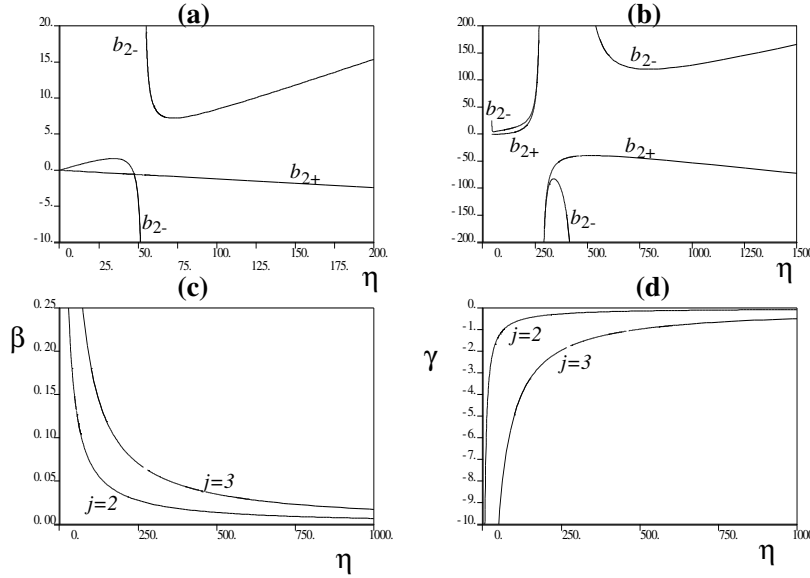 (a)
20.
15.
10.
5.
0.
-5.
-10.
b2-
b2+
b2-
0. 50. 100. 150. 200.
25. 75. 125. 175.
η
(b)
200.
150.
100.
50.
0.
-50.
-100.
-150.
-200.
b2-
b2+
b2-
b2+
b2-
0. 250. 500. 750. 1000. 1250. 1500.
η
(c)
β
0.25
0.20
0.15
0.10
0.05
0.00
j=2
j=3
0. 250. 500. 750. 1000.
η
(d)
γ
0.
-1.
-2.
-3.
-4.
-5.
-6.
-7.
-8.
-9.
-10.
j=2
j=3
0. 250. 500. 750. 1000.
η